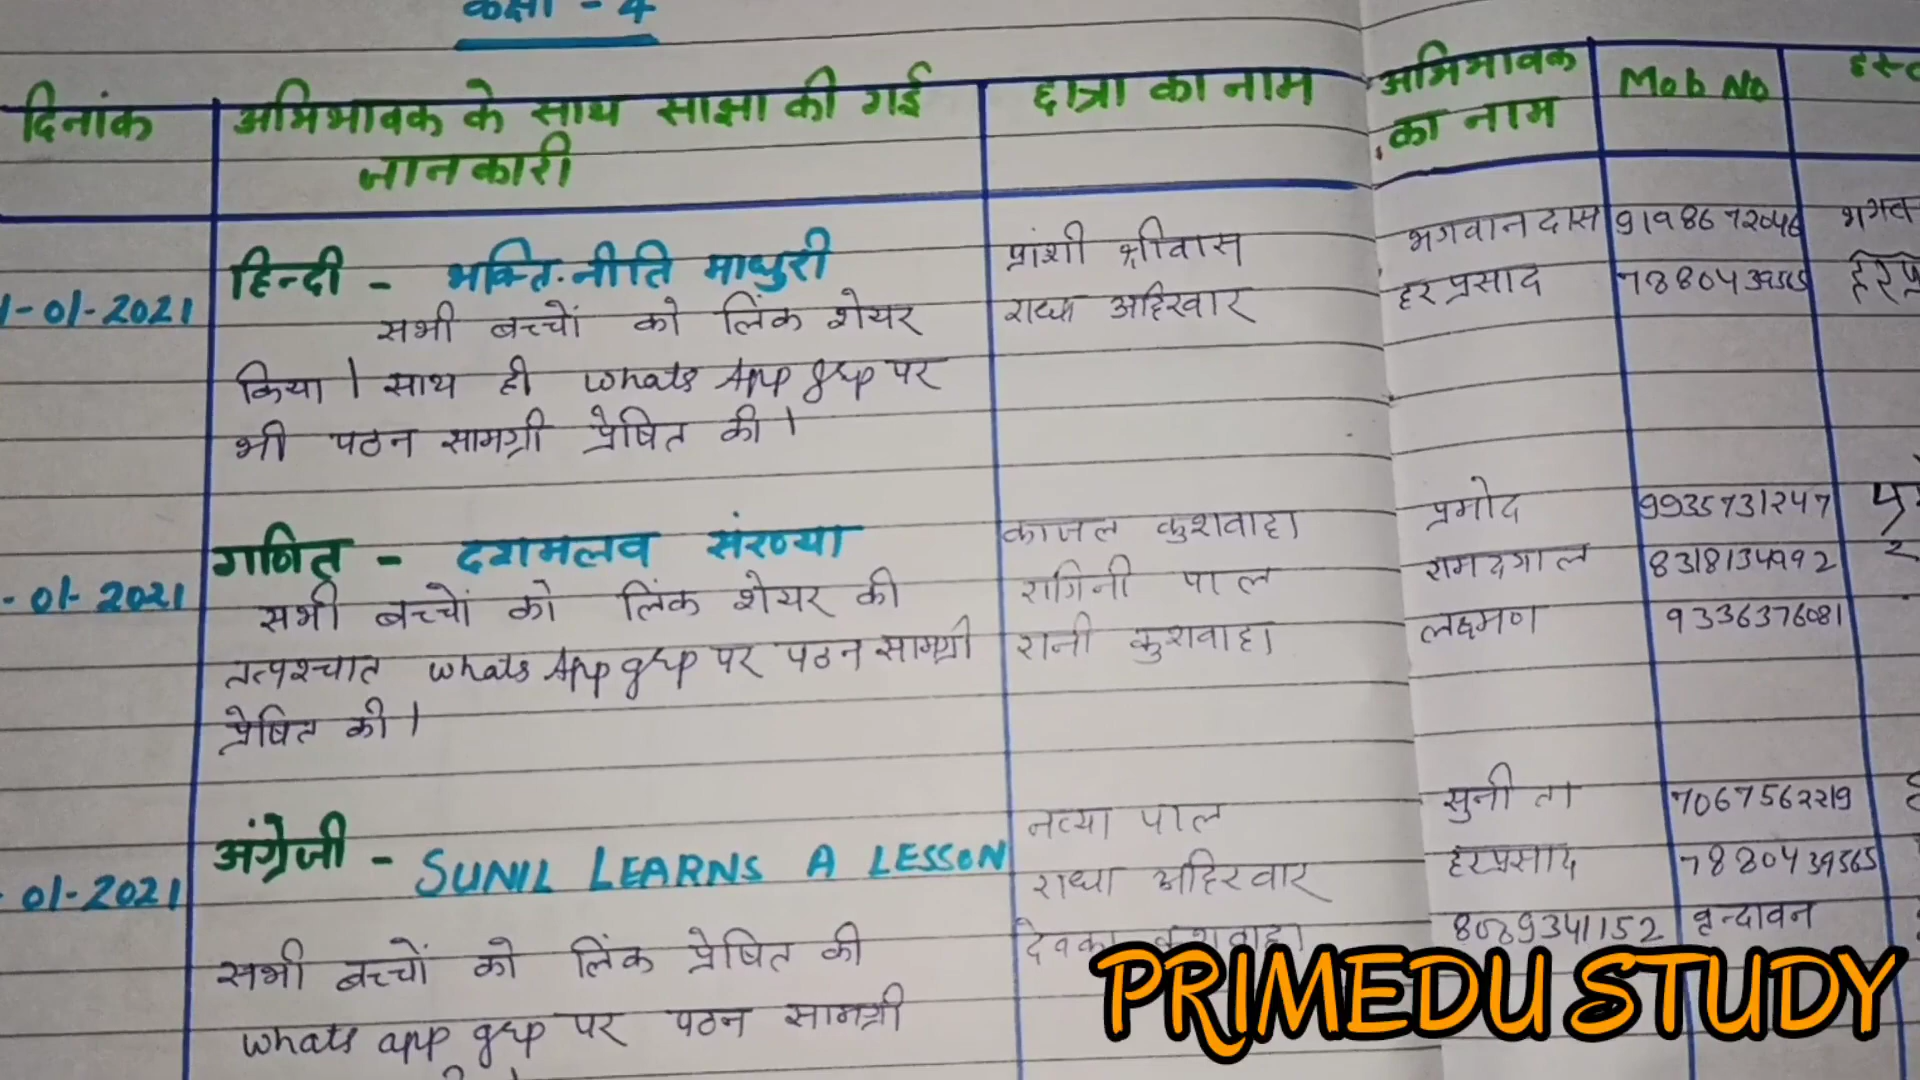 कक्षा - 4
दिनांक
अभिभावक के साथ साझा की गई
जानकारी
छात्रा का नाम
अभिभावक
का नाम
Mob No
-01-2021
हिन्दी - भक्ति-नीति माधुरी
सभी बच्चों को लिंक शेयर
किया। साथ ही Whats App grp पर
भी पठन सामग्री प्रेषित की।
प्रांशी श्रीवास
राधा अहिरवार
भगवानदास
हरप्रसाद
7880439565
- 01-2021
गणित - दशमलव संख्या
सभी बच्चों को लिंक शेयर की
तत्पश्चात Whats App grp पर पठन सामग्री
प्रेषित की।
काजल कुशवाहा
रागिनी पाल
रानी कुशवाहा
प्रमोद 9935731247
रामदयाल
लक्ष्मण 9336376081
01-2021
अंग्रेजी - SUNIL LEARNS A LESSON
सभी बच्चों को लिंक प्रेषित की
whats app grp पर पठन सामग्री
नव्या पाल
राधा अहिरवार
कुशवाहा
सुनीता 7067562219
हरप्रसाद 7880439565
वृन्दावन
PRIMEDU STUDY